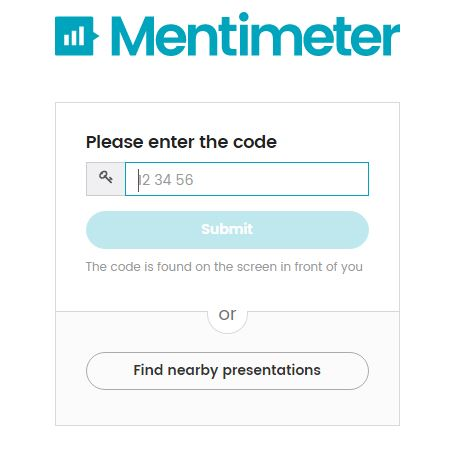 Mentimeter
Please enter the code
12 34 56
Submit
The code is found on the screen in front of you
or
Find nearby presentations